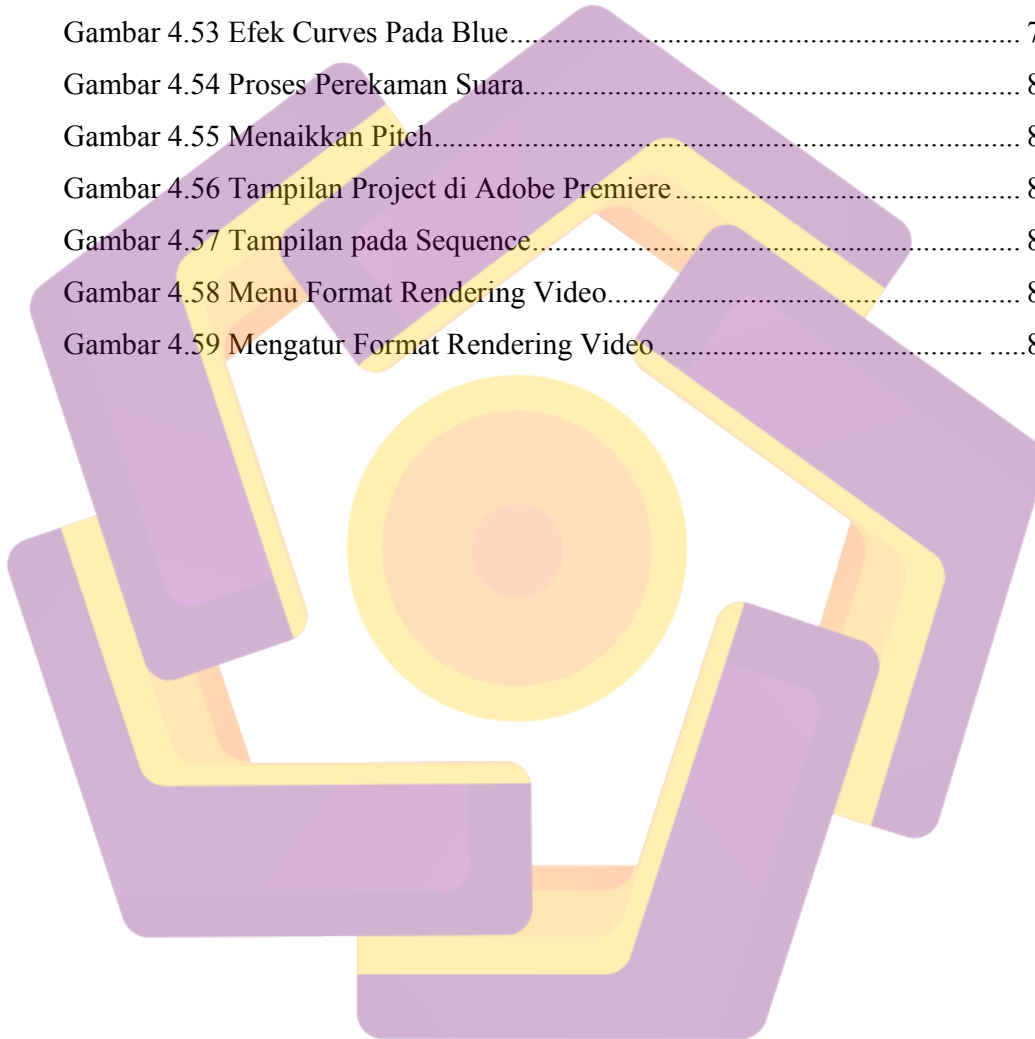 Gambar 4.53 Efek Curves Pada Blue.................................................................... 7
Gambar 4.54 Proses Perekaman Suara.................................................................. 8
Gambar 4.55 Menaikkan Pitch.............................................................................. 8
Gambar 4.56 Tampilan Project di Adobe Premiere .............................................. 8
Gambar 4.57 Tampilan pada Sequence................................................................. 8
Gambar 4.58 Menu Format Rendering Video....................................................... 8
Gambar 4.59 Mengatur Format Rendering Video ............................................ .....8